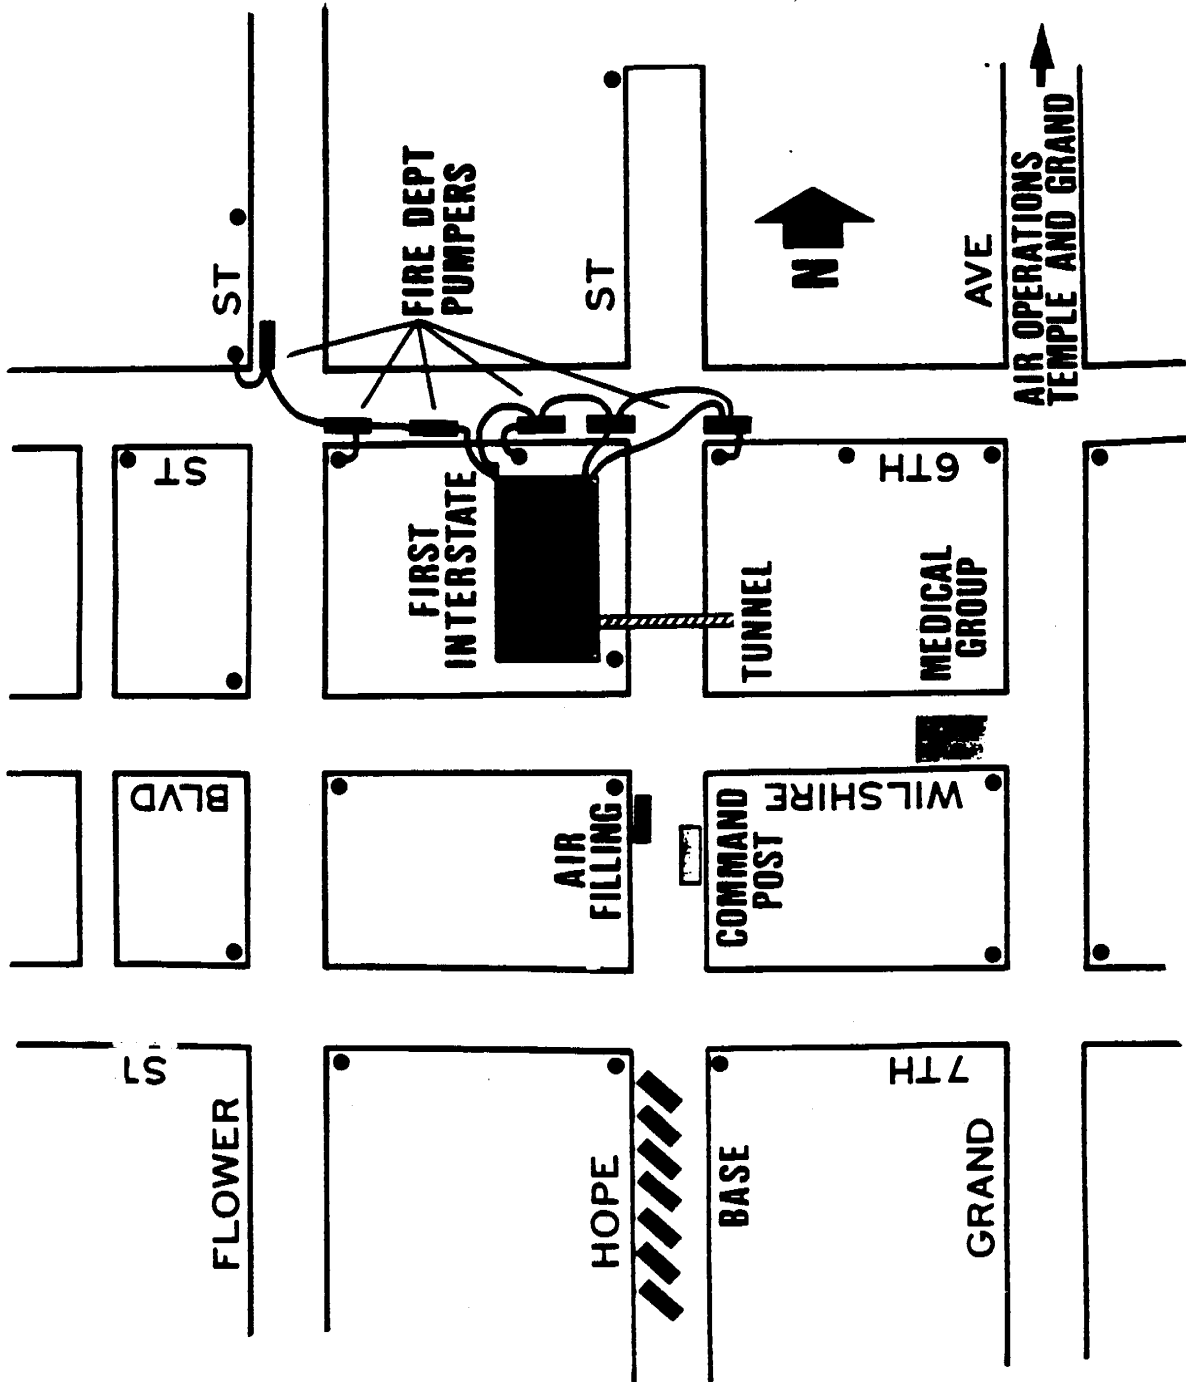 ST
FIRE DEPT
PUMPERS
ST
N
AVE
AIR OPERATIONS
TEMPLE AND GRAND
ST
FIRST
INTERSTATE
6TH
TUNNEL
MEDICAL
GROUP
BLVD
AIR
FILLING
COMMAND
POST
WILSHIRE
ST
7TH
FLOWER
HOPE
BASE
GRAND